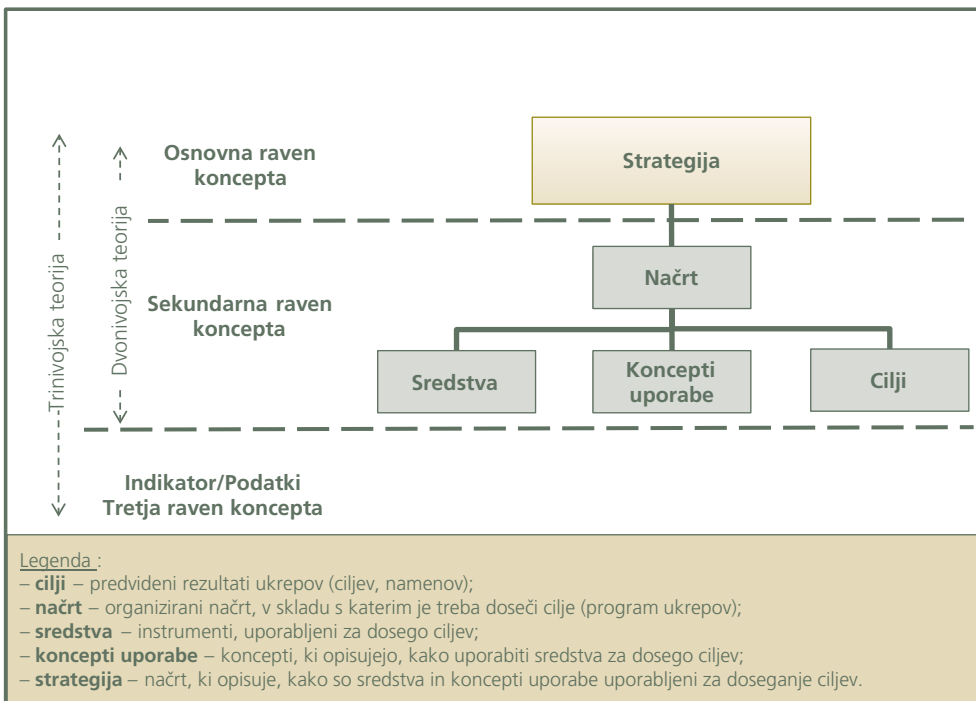 Trinivojska teorija
Dvonivojska teorija
Osnovna raven
koncepta
Strategija
Sekundarna raven
koncepta
Načrt
Sredstva
Koncepti
uporabe
Cilji
Indikator/Podatki
Tretja raven koncepta
Legenda :
– cilji – predvideni rezultati ukrepov (ciljev, namenov);
– načrt – organizirani načrt, v skladu s katerim je treba doseči cilje (program ukrepov);
– sredstva – instrumenti, uporabljeni za dosego ciljev;
– koncepti uporabe – koncepti, ki opisujejo, kako uporabiti sredstva za dosego ciljev;
– strategija – načrt, ki opisuje, kako so sredstva in koncepti uporabe uporabljeni za doseganje ciljev.